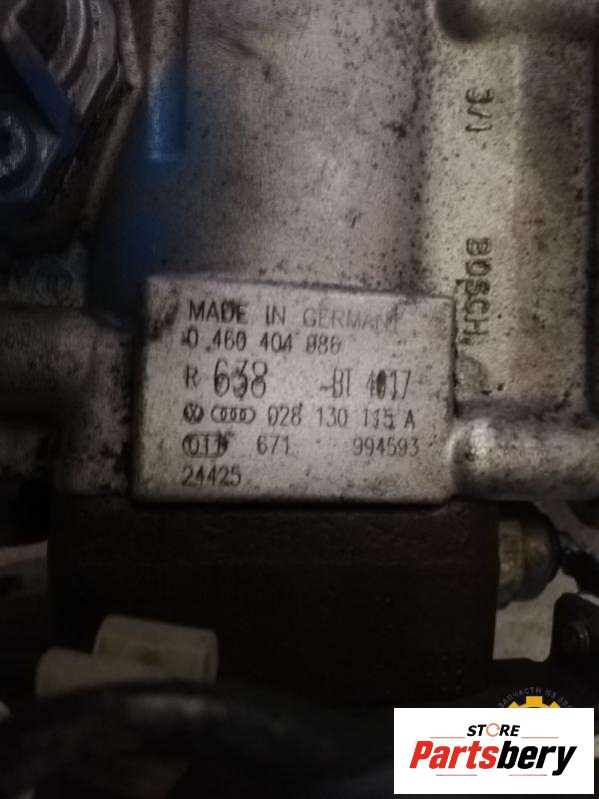 3/1
BOSCH
MADE IN GERMANY
0 460 404 086
R 638 -BT 4017
028 130 115 A
671 994593
24425
STORE
Partsbery